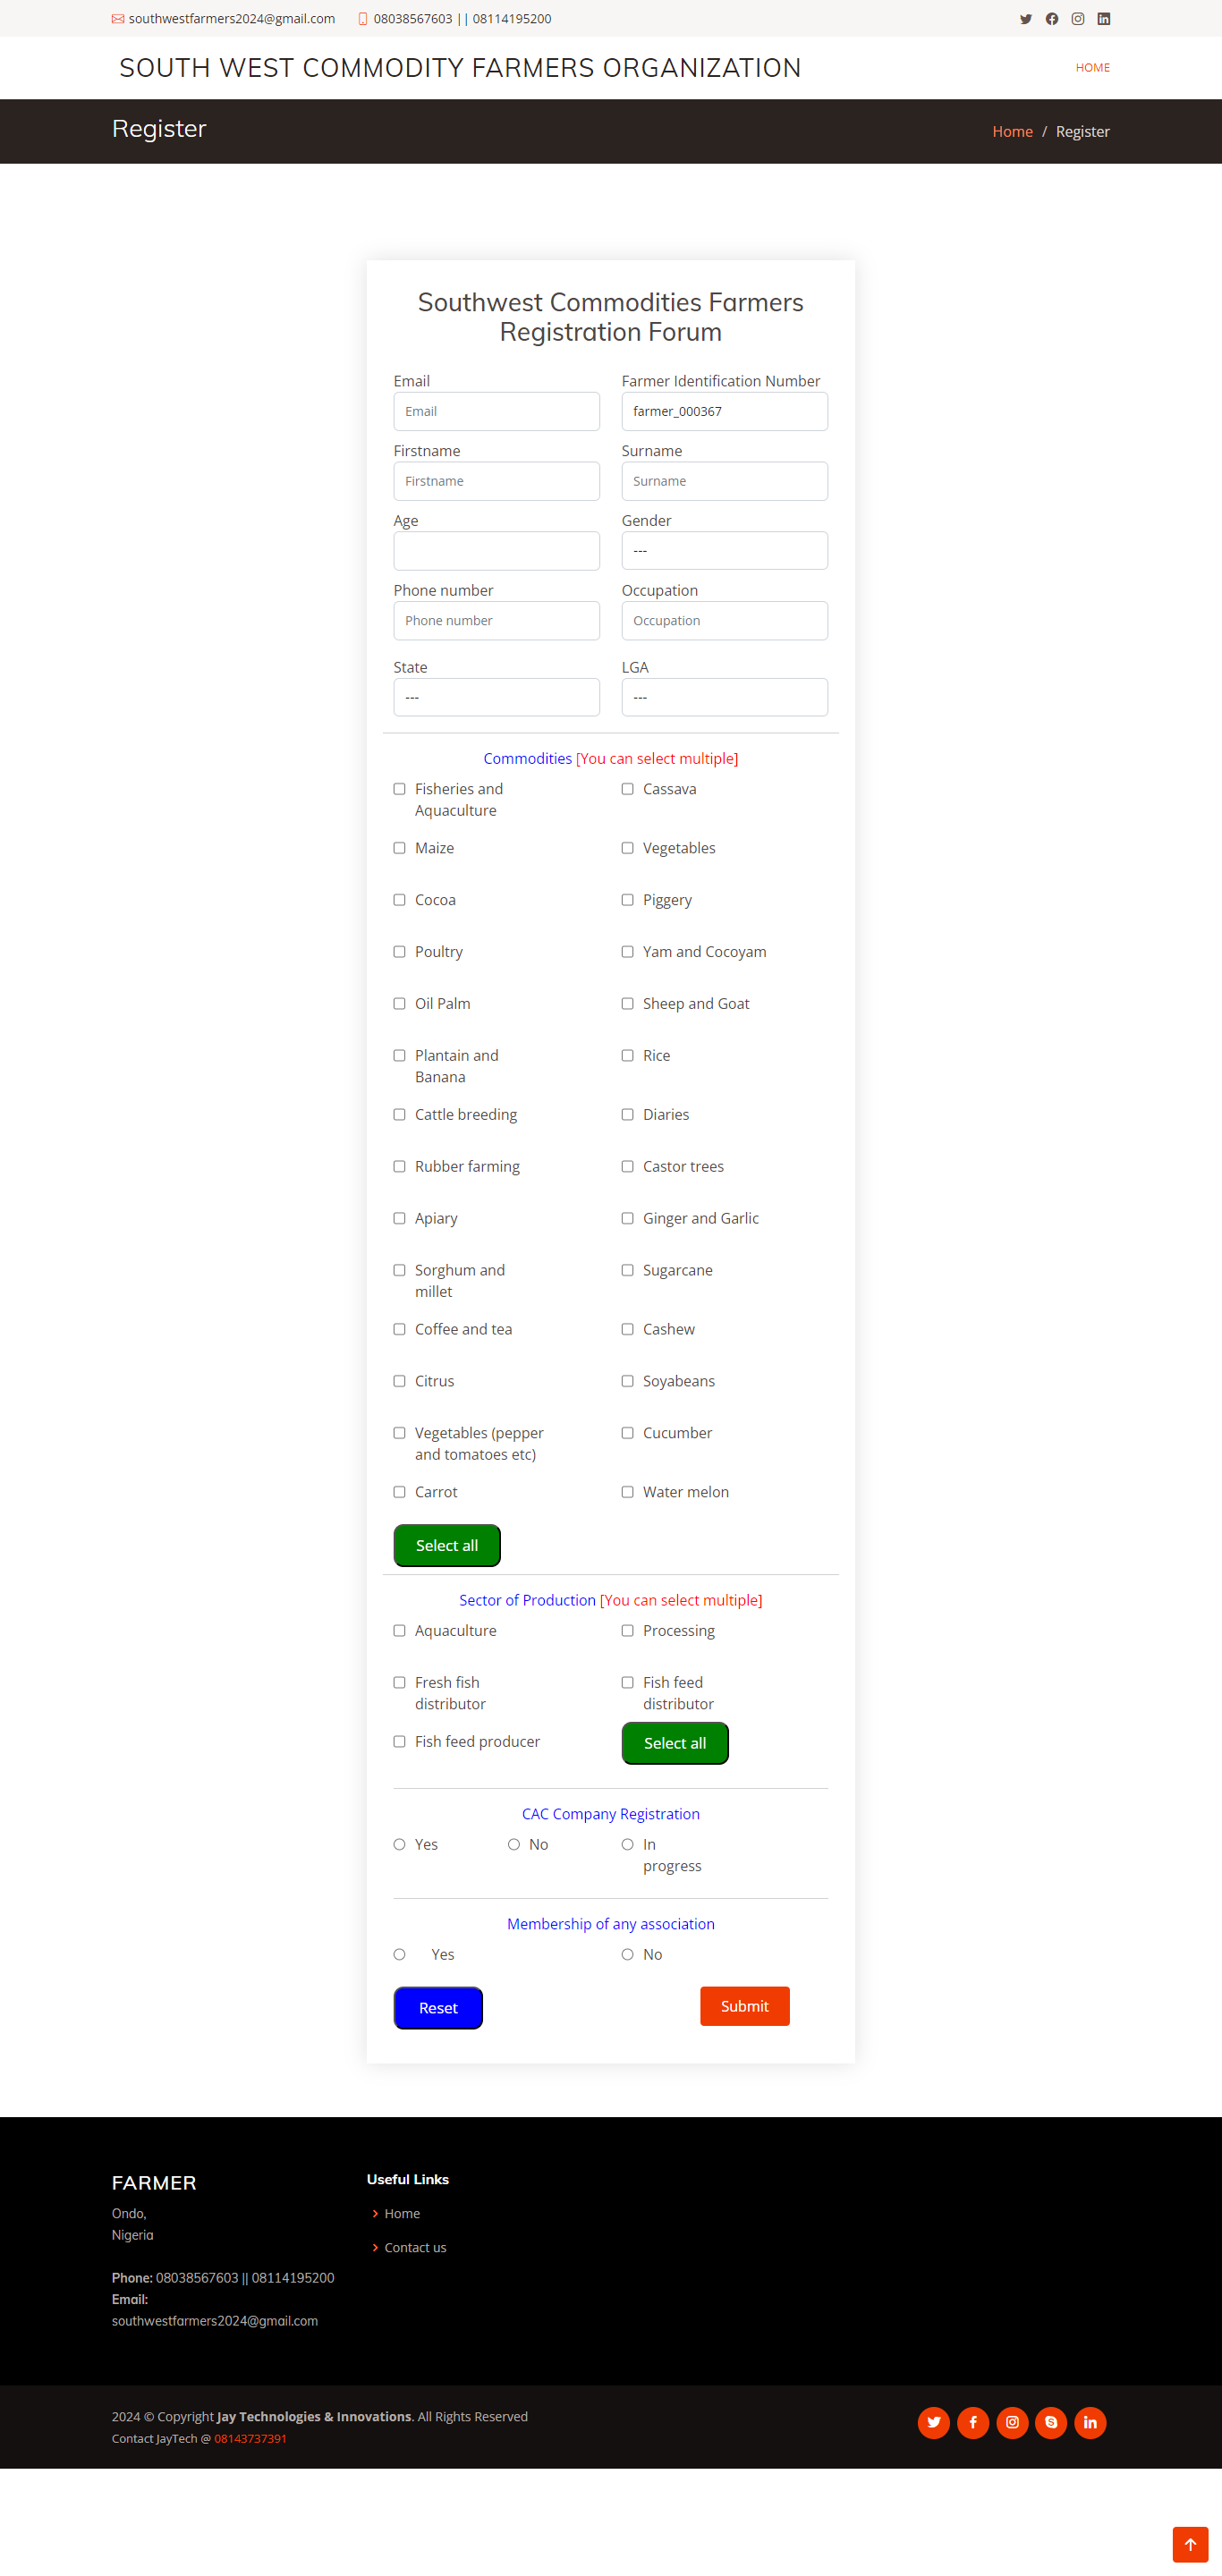 southwestfarmers2024@gmail.com 08038567603 || 08114195200
SOUTH WEST COMMODITY FARMERS ORGANIZATION HOME
Register Home / Register
Southwest Commodities Farmers
Registration Forum
Email Farmer Identification Number
Email farmer_000367
Firstname Surname
Firstname Surname
Age Gender
---
Phone number Occupation
Phone number Occupation
State LGA
--- ---
Commodities [You can select multiple]
Fisheries and Aquaculture Cassava
Maize Vegetables
Cocoa Piggery
Poultry Yam and Cocoyam
Oil Palm Sheep and Goat
Plantain and Banana Rice
Cattle breeding Diaries
Rubber farming Castor trees
Apiary Ginger and Garlic
Sorghum and millet Sugarcane
Coffee and tea Cashew
Citrus Soyabeans
Vegetables (pepper and tomatoes etc) Cucumber
Carrot Water melon
Select all
Sector of Production [You can select multiple]
Aquaculture Processing
Fresh fish distributor Fish feed distributor
Fish feed producer Select all
CAC Company Registration
Yes No In progress
Membership of any association
Yes No
Reset Submit
FARMER
Ondo,
Nigeria
Phone: 08038567603 || 08114195200
Email:
southwestfarmers2024@gmail.com
Useful Links
Home
Contact us
2024 © Copyright Jay Technologies & Innovations. All Rights Reserved
Contact JayTech @ 08143737391